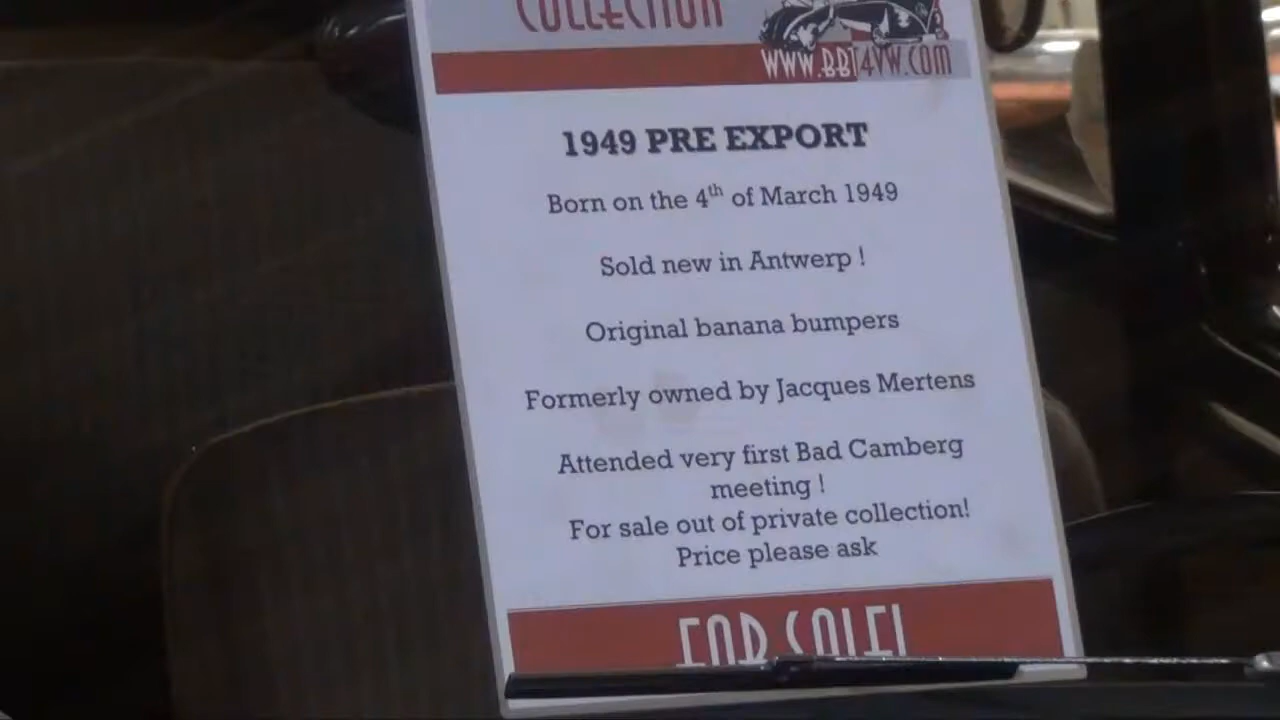 COLLECTION
WWW.BBT4VW.COM
1949 PRE EXPORT
Born on the 4th of March 1949
Sold new in Antwerp !
Original banana bumpers
Formerly owned by Jacques Mertens
Attended very first Bad Camberg
meeting !
For sale out of private collection!
Price please ask
FOR SALE!